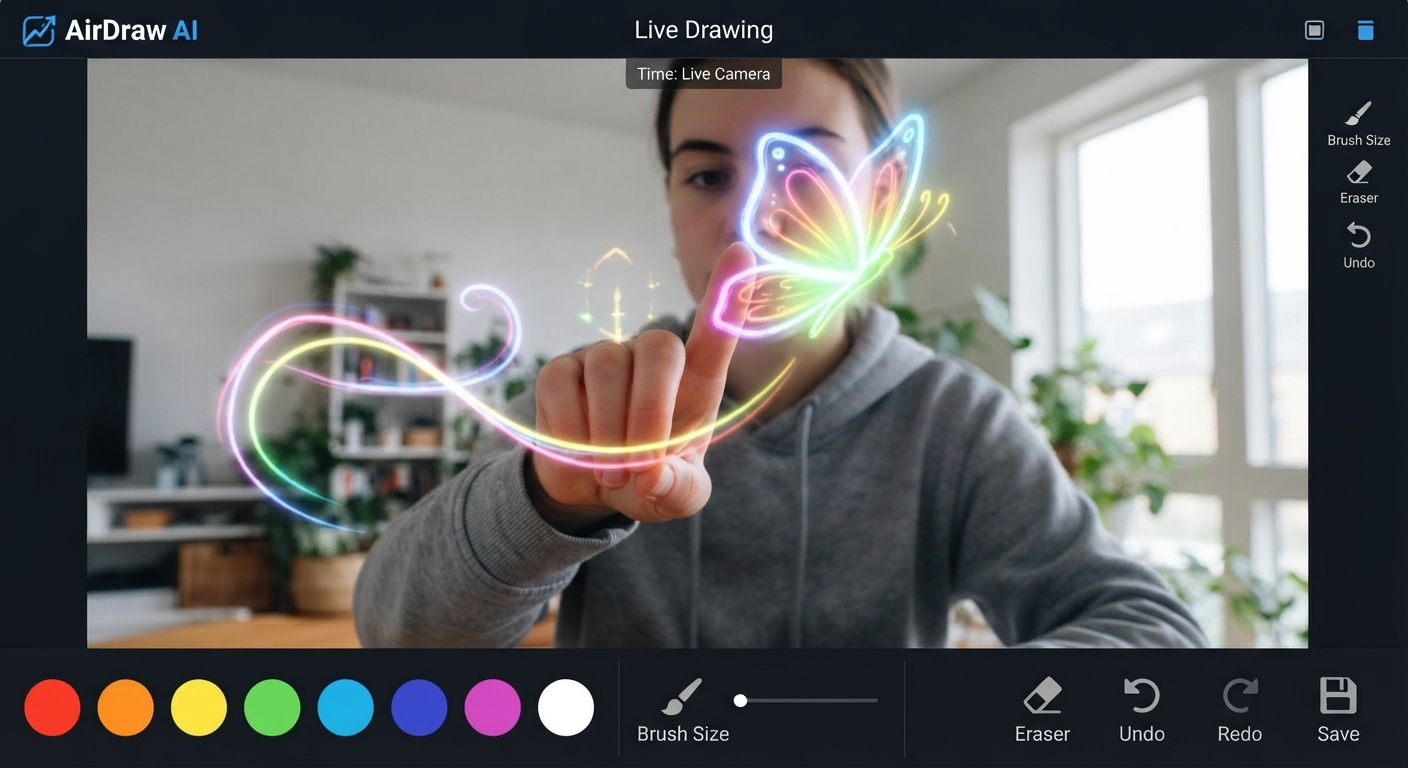 AirDraw AI
Live Drawing
Time: Live Camera
Brush Size
Eraser
Undo
Brush Size
Eraser
Undo
Redo
Save